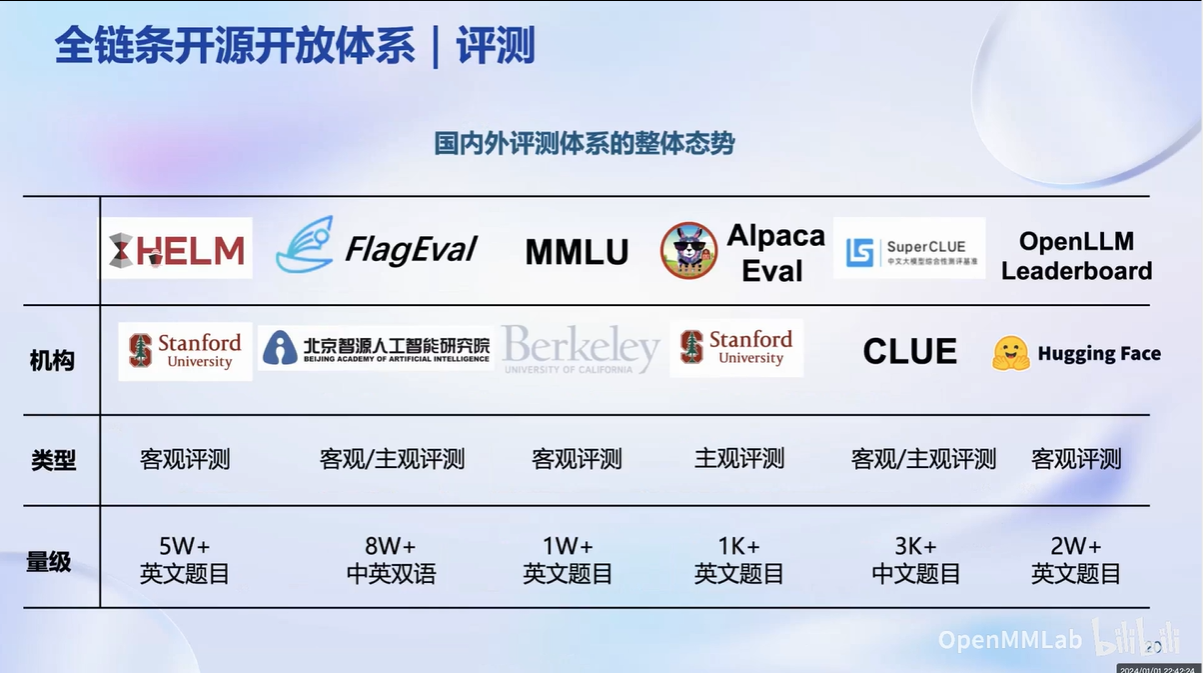 全链条开源开放体系 | 评测
国内外评测体系的整体态势
HELM
FlagEval
MMLU
Alpaca
Eval
SuperCLUE
中文大模型综合性测评基准
OpenLLM
Leaderboard
机构
Stanford
University
北京智源人工智能研究院
BEIJING ACADEMY OF ARTIFICIAL INTELLIGENCE
Berkeley
UNIVERSITY OF CALIFORNIA
Stanford
University
CLUE
Hugging Face
类型
客观评测
客观/主观评测
客观评测
主观评测
客观/主观评测
客观评测
量级
5W+
英文题目
8W+
中英双语
1W+
英文题目
1K+
英文题目
3K+
中文题目
2W+
英文题目
OpenMMLab bilibili
20
2024/01/01 22:42:24